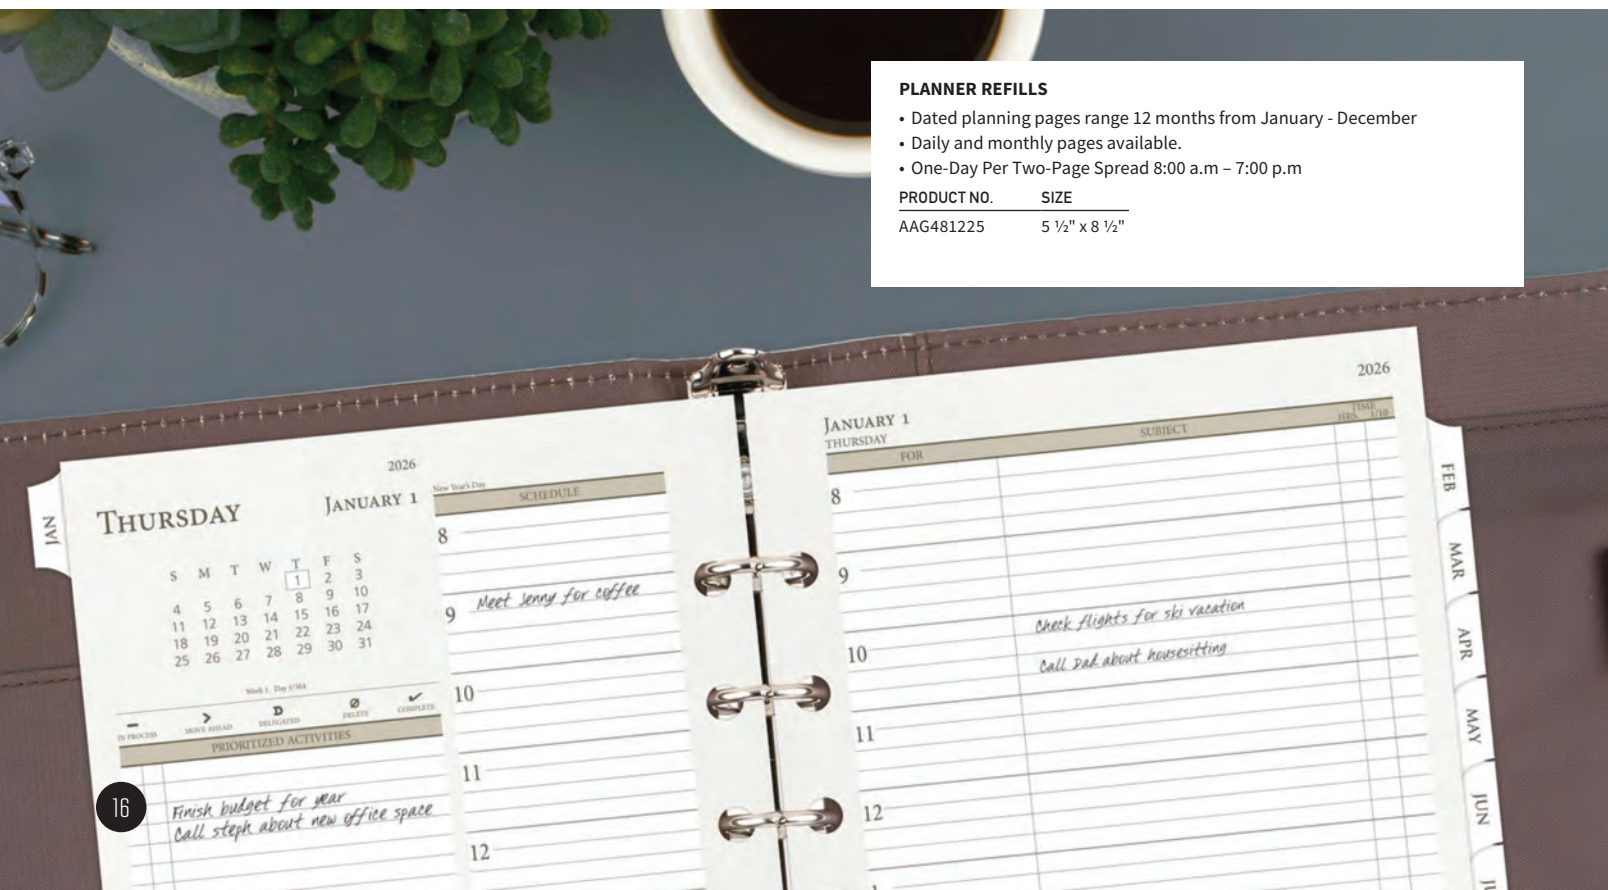 PLANNER REFILLS
• Dated planning pages range 12 months from January - December
• Daily and monthly pages available.
• One-Day Per Two-Page Spread 8:00 a.m – 7:00 p.m
PRODUCT NO. SIZE
AAG481225 5 ½" x 8 ½"
2026
JAN
THURSDAY
JANUARY 1
S M T W T F S
1 2 3
4 5 6 7 8 9 10
11 12 13 14 15 16 17
18 19 20 21 22 23 24
25 26 27 28 29 30 31
Week 1 Day 1/364
IN PROCESS
MOVE AHEAD
D
DELEGATED
DELETE
COMPLETE
PRIORITIZED ACTIVITIES
Finish budget for year
Call steph about new office space
16
New Year's Day
SCHEDULE
8
9
Meet Jenny for coffee
10
11
12
2026
JANUARY 1
THURSDAY
FOR
SUBJECT
TIME
HRS. 1/10
8
9
Check flights for ski vacation
10
Call Dad about housesitting
11
12
FEB
MAR
APR
MAY
JUN